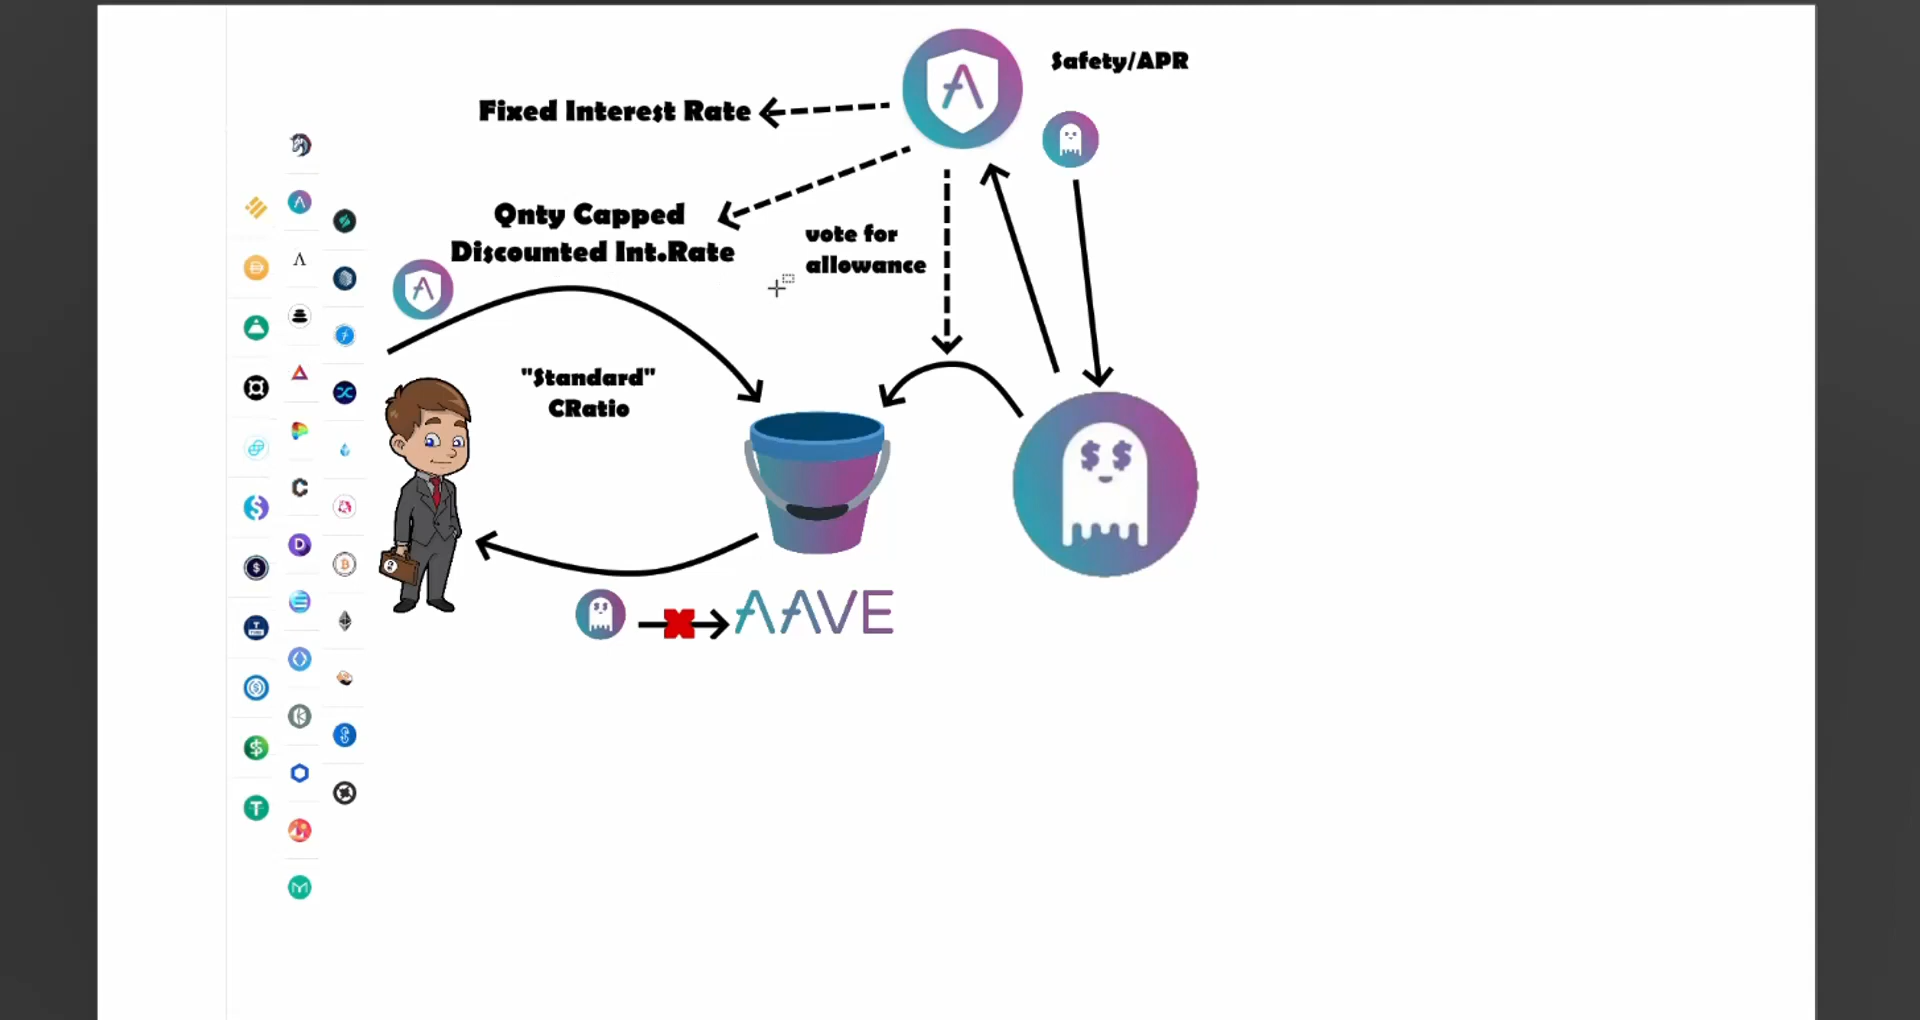 Safety/APR
Fixed Interest Rate
Qnty Capped
Discounted Int.Rate
vote for
allowance
"Standard"
CRatio
AAVE